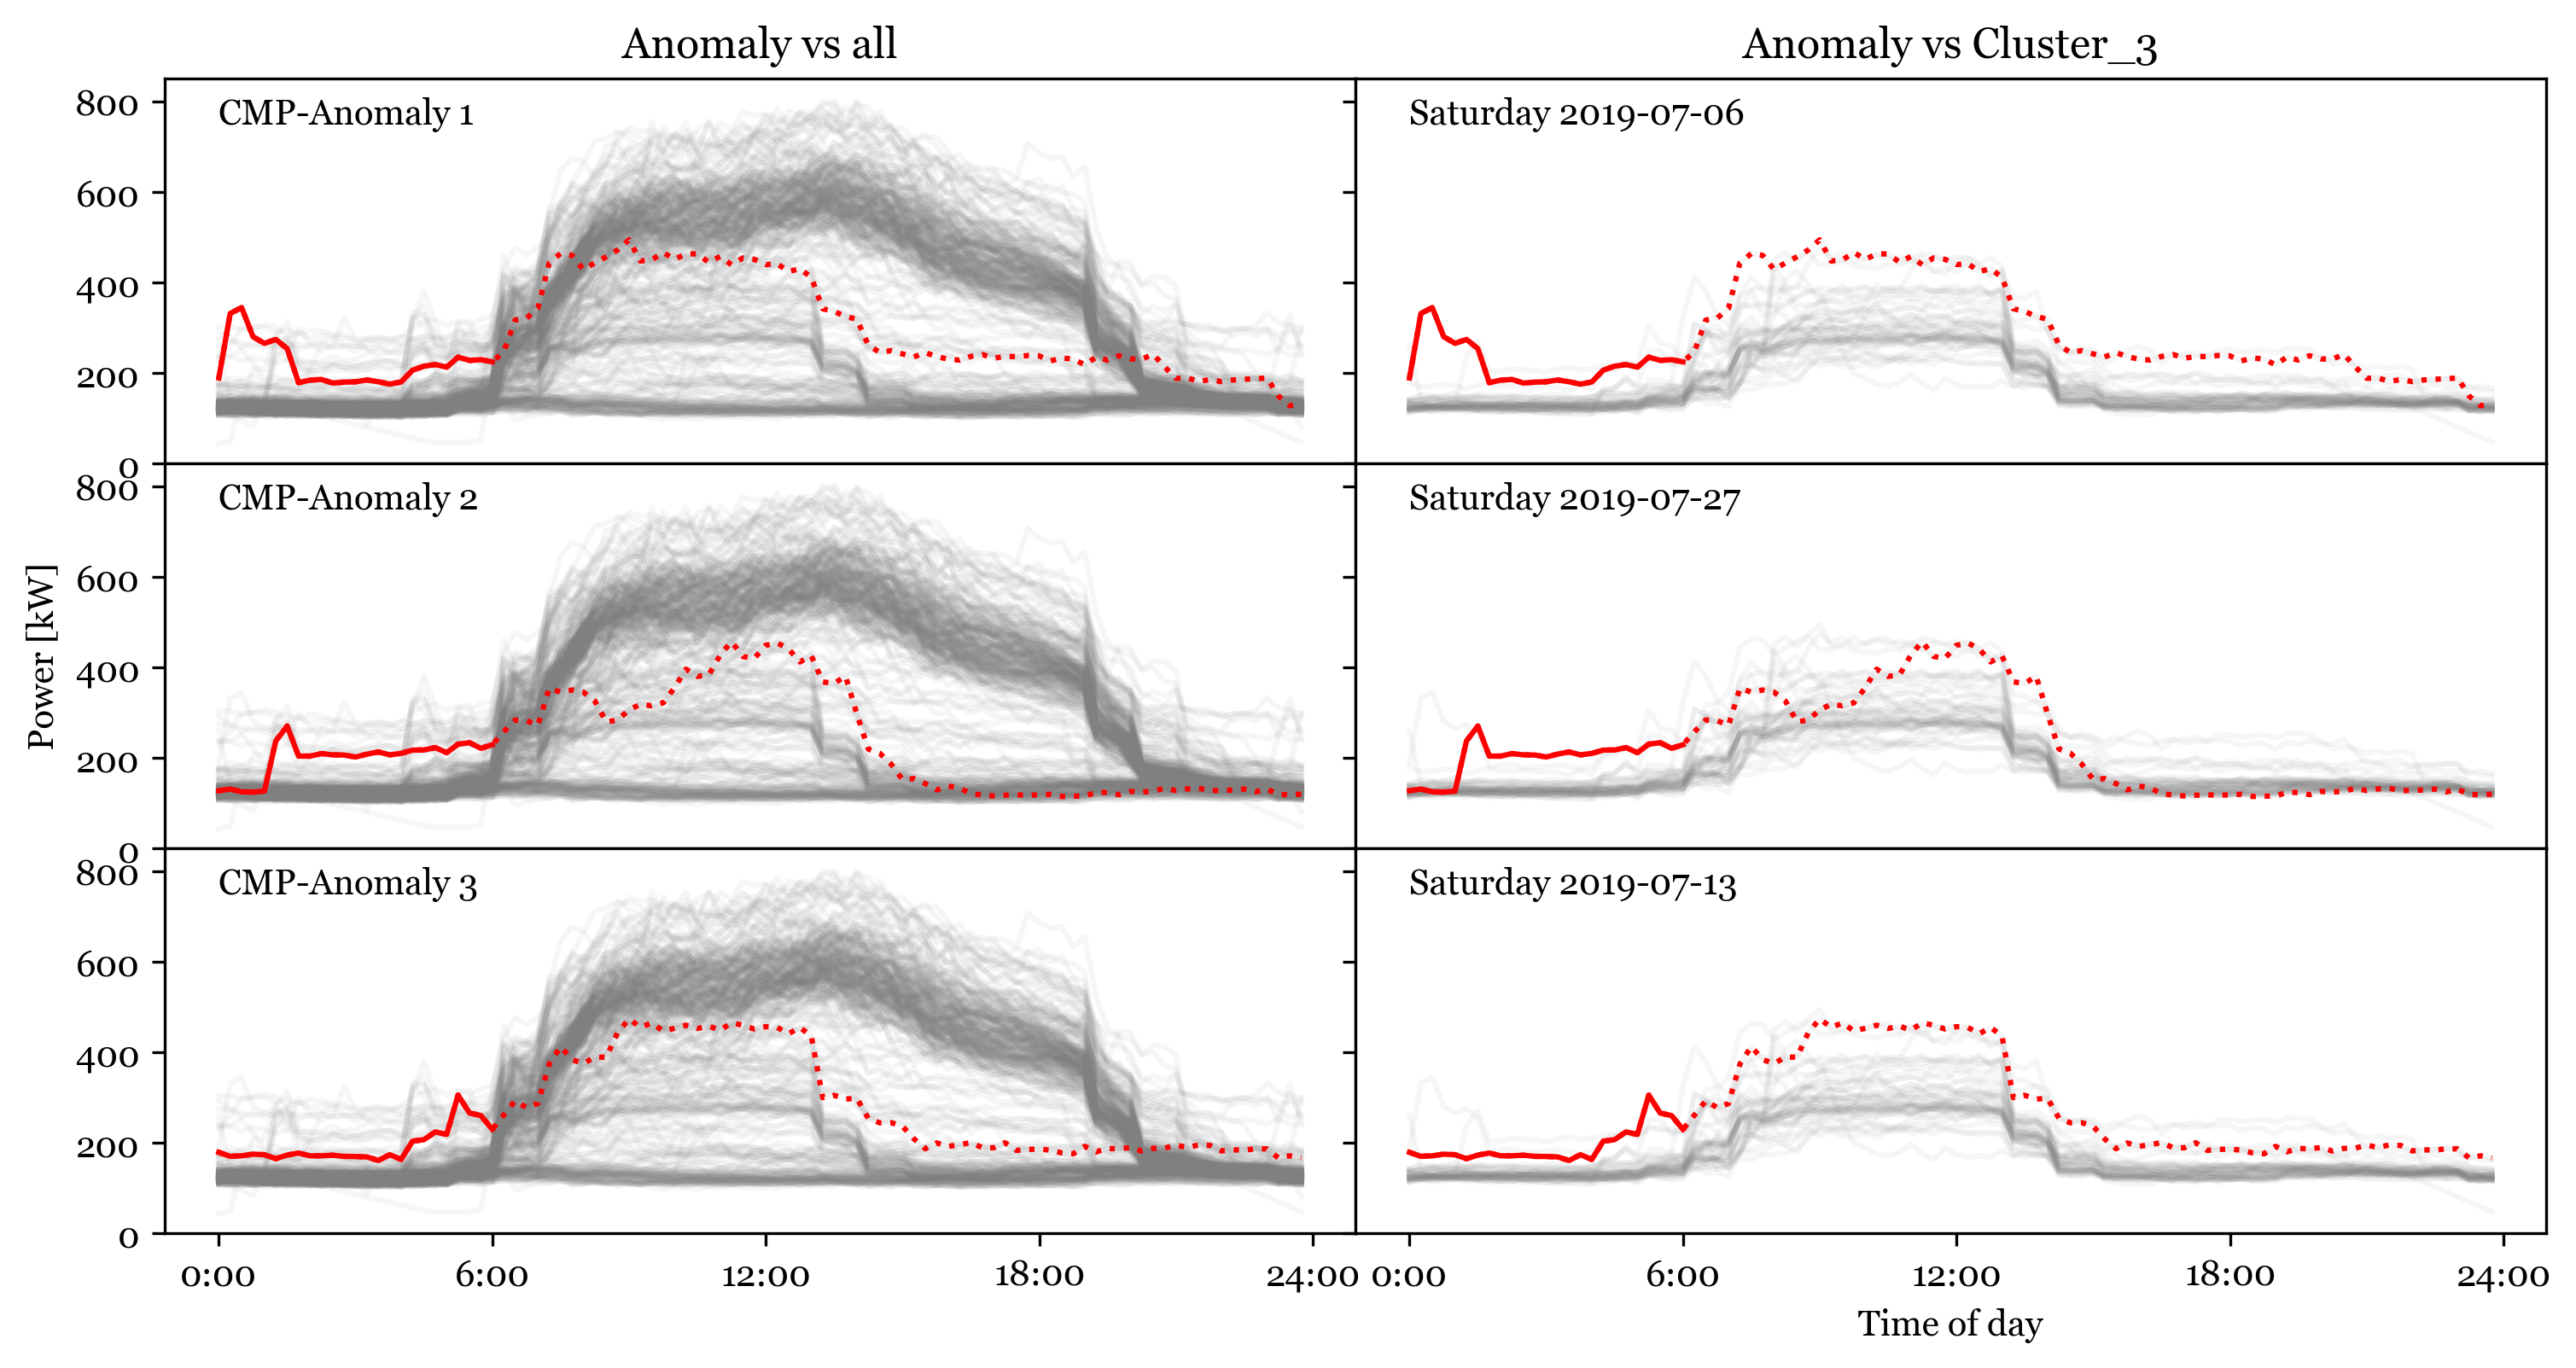 Anomaly vs all
Anomaly vs Cluster_3
800
600
400
200
0
CMP-Anomaly 1
Saturday 2019-07-06
800
600
400
200
0
CMP-Anomaly 2
Saturday 2019-07-27
Power [kW]
800
600
400
200
0
CMP-Anomaly 3
Saturday 2019-07-13
0:00 6:00 12:00 18:00 24:00
0:00 6:00 12:00 18:00 24:00
Time of day